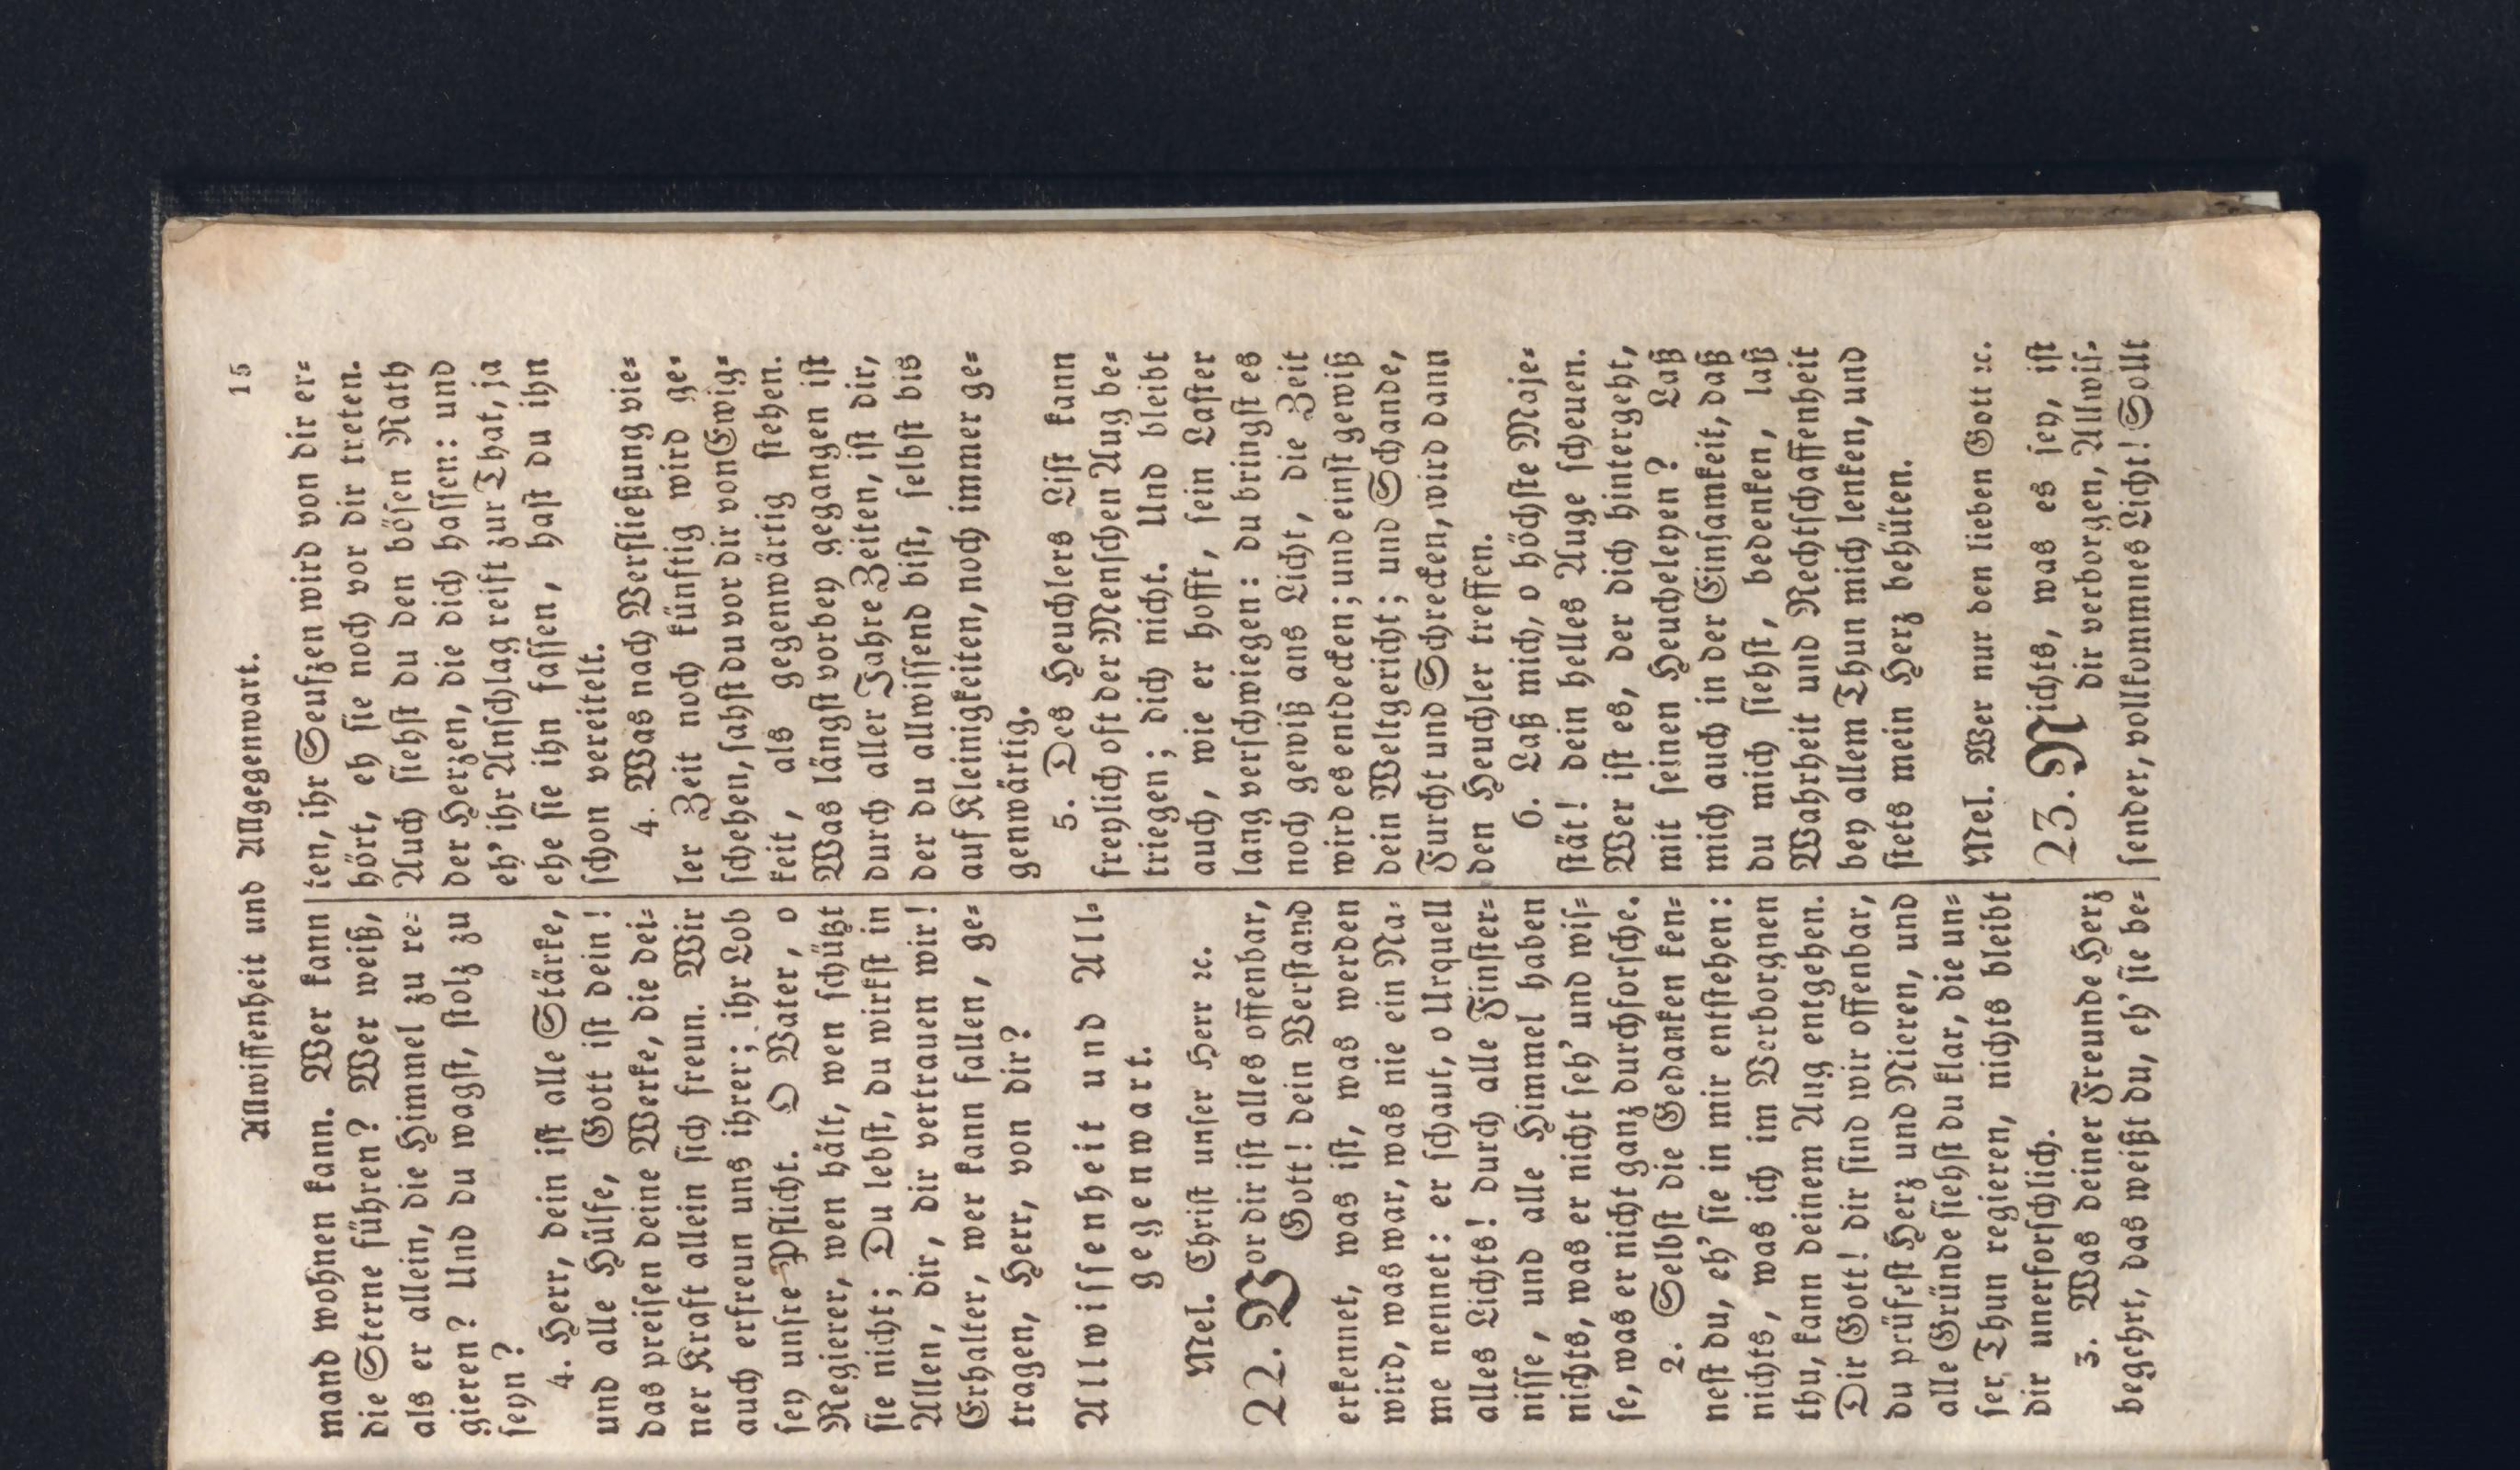 Allwissenheit und Allgegenwart. 15
mand wohnen kann. Wer kann
die Sterne führen? Wer weiß,
als er allein, die Himmel zu re-
gieren? Und du wagst, stolz zu
seyn?
4. Herr, dein ist alle Stärke,
und alle Hülfe, Gott ist dein!
das preisen deine Werke, die dei-
ner Kraft allein sich freun. Wir
auch erfreun uns ihrer; ihr Lob
sey unsre Pflicht. O Vater, o
Regierer, wen hält, wen schützt
sie nicht; Du lebst, du wirkst in
Allen, dir, dir vertrauen wir!
Erhalter, wer kann fallen, ge-
tragen, Herr, von dir?
Allwissenheit und All-
gegenwart.
Mel. Christ unser Herr ꝛc.
22. Vor dir ist alles offenbar,
Gott! dein Verstand
erkennet, was ist, was werden
wird, was war, was nie ein Na-
me nennet: er schaut, o Urquell
alles Lichts! durch alle Finster-
nisse, und alle Himmel haben
nichts, was er nicht seh' und wis-
se, was er nicht ganz durchforsche.
2. Selbst die Gedanken ken-
nest du, eh' sie in mir entstehen:
nichts, was ich im Verborgnen
thu, kann deinem Aug entgehen.
Dir Gott! dir sind wir offenbar,
du prüfest Herz und Nieren, und
alle Gründe siehst du klar, die un-
ser Thun regieren, nichts bleibt
dir unerforschlich.
3. Was deiner Freunde Herz
begehrt, das weißt du, eh' sie be-
ten, ihr Seufzen wird von dir er-
hört, eh sie noch vor dir treten.
Auch siehst du den bösen Rath
der Herzen, die dich hassen: und
eh' ihr Anschlag reift zur That, ja
ehe sie ihn fassen, hast du ihn
schon vereitelt.
4. Was nach Verfließung vie-
ler Zeit noch künftig wird ge-
schehen, sahst du vor dir von Ewig-
keit, als gegenwärtig stehen.
Was längst vorbey gegangen ist
durch aller Jahre Zeiten, ist dir,
der du allwissend bist, selbst bis
auf Kleinigkeiten, noch immer ge-
genwärtig.
5. Des Heuchlers List kann
freylich oft der Menschen Aug be-
triegen; dich nicht. Und bleibt
auch, wie er hofft, sein Laster
lang verschwiegen: du bringst es
noch gewiß ans Licht, die Zeit
wird es entdecken; und einst gewiß
dein Weltgericht; und Schande,
Furcht und Schrecken, wird dann
den Heuchler treffen.
6. Laß mich, o höchste Maje-
stät! dein helles Auge scheuen.
Wer ist es, der dich hintergeht,
mit seinen Heucheleyen? Laß
mich auch in der Einsamkeit, daß
du mich siehst, bedenken, laß
Wahrheit und Rechtschaffenheit
bey allem Thun mich lenken, und
stets mein Herz behüten.
Mel. Wer nur den lieben Gott ꝛc.
23. Nichts, was es sey, ist
dir verborgen, Allwis-
sender, vollkommnes Licht! Sollt